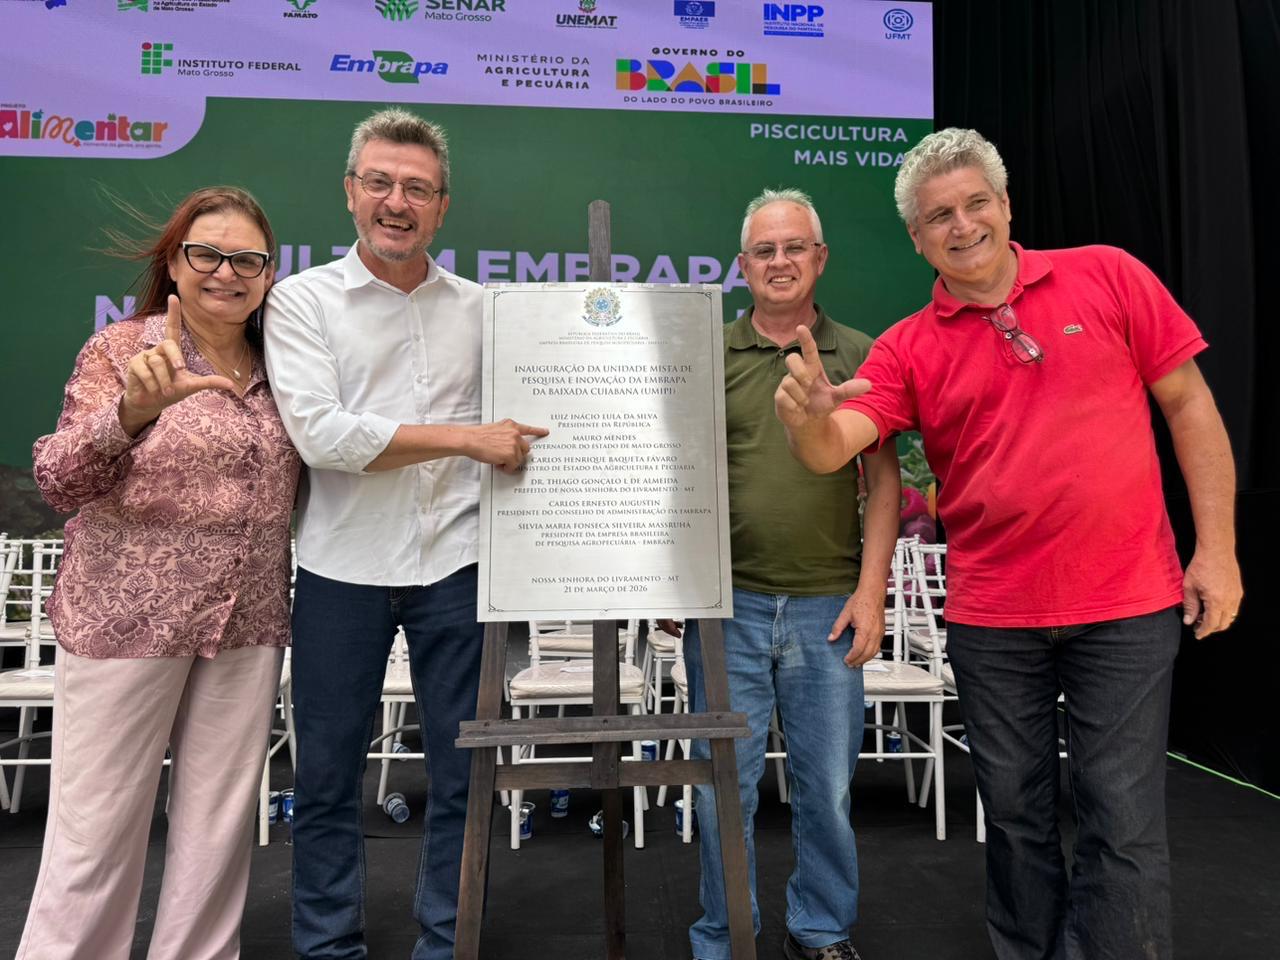 na Agricultura do Estado
de Mato Grosso
FAMATO
SENAR
Mato Grosso
UNEMAT
EMPAER
INPP
INSTITUTO NACIONAL DE
PESQUISA DO PANTANAL
UFMT
INSTITUTO FEDERAL
Mato Grosso
Embrapa
MINISTÉRIO DA
AGRICULTURA
E PECUÁRIA
GOVERNO DO
BRASIL
DO LADO DO POVO BRASILEIRO
PROJETO
alimentar
PISCICULTURA
MAIS VIDA
EMBRAPA
REPÚBLICA FEDERATIVA DO BRASIL
MINISTÉRIO DA AGRICULTURA E PECUÁRIA
EMPRESA BRASILEIRA DE PESQUISA AGROPECUÁRIA - EMBRAPA
INAUGURAÇÃO DA UNIDADE MISTA DE
PESQUISA E INOVAÇÃO DA EMBRAPA
DA BAIXADA CUIABANA (UMIPI)
LUIZ INÁCIO LULA DA SILVA
PRESIDENTE DA REPÚBLICA
MAURO MENDES
GOVERNADOR DO ESTADO DE MATO GROSSO
CARLOS HENRIQUE BAQUETA FÁVARO
MINISTRO DE ESTADO DA AGRICULTURA E PECUÁRIA
DR. THIAGO GONÇALO L DE ALMEIDA
PREFEITO DE NOSSA SENHORA DO LIVRAMENTO - MT
CARLOS ERNESTO AUGUSTIN
PRESIDENTE DO CONSELHO DE ADMINISTRAÇÃO DA EMBRAPA
SILVIA MARIA FONSECA SILVEIRA MASSRUHÁ
PRESIDENTE DA EMPRESA BRASILEIRA
DE PESQUISA AGROPECUÁRIA - EMBRAPA
NOSSA SENHORA DO LIVRAMENTO - MT
21 DE MARÇO DE 2026